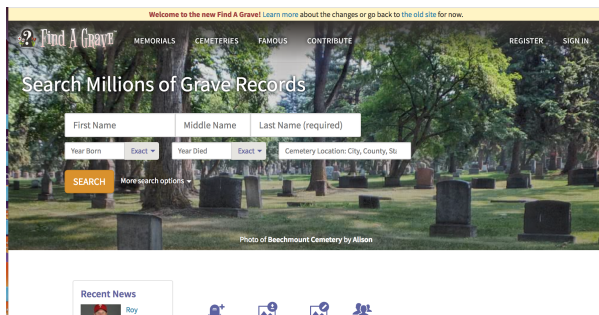 Welcome to the new Find A Grave! Learn more about the changes or go back to the old site for now.
Find A Grave
MEMORIALS CEMETERIES FAMOUS CONTRIBUTE REGISTER SIGN IN
Search Millions of Grave Records
First Name Middle Name Last Name (required)
Year Born Exact Year Died Exact Cemetery Location: City, County, Sta
SEARCH More search options
Photo of Beechmount Cemetery by Alison
Recent News
Roy